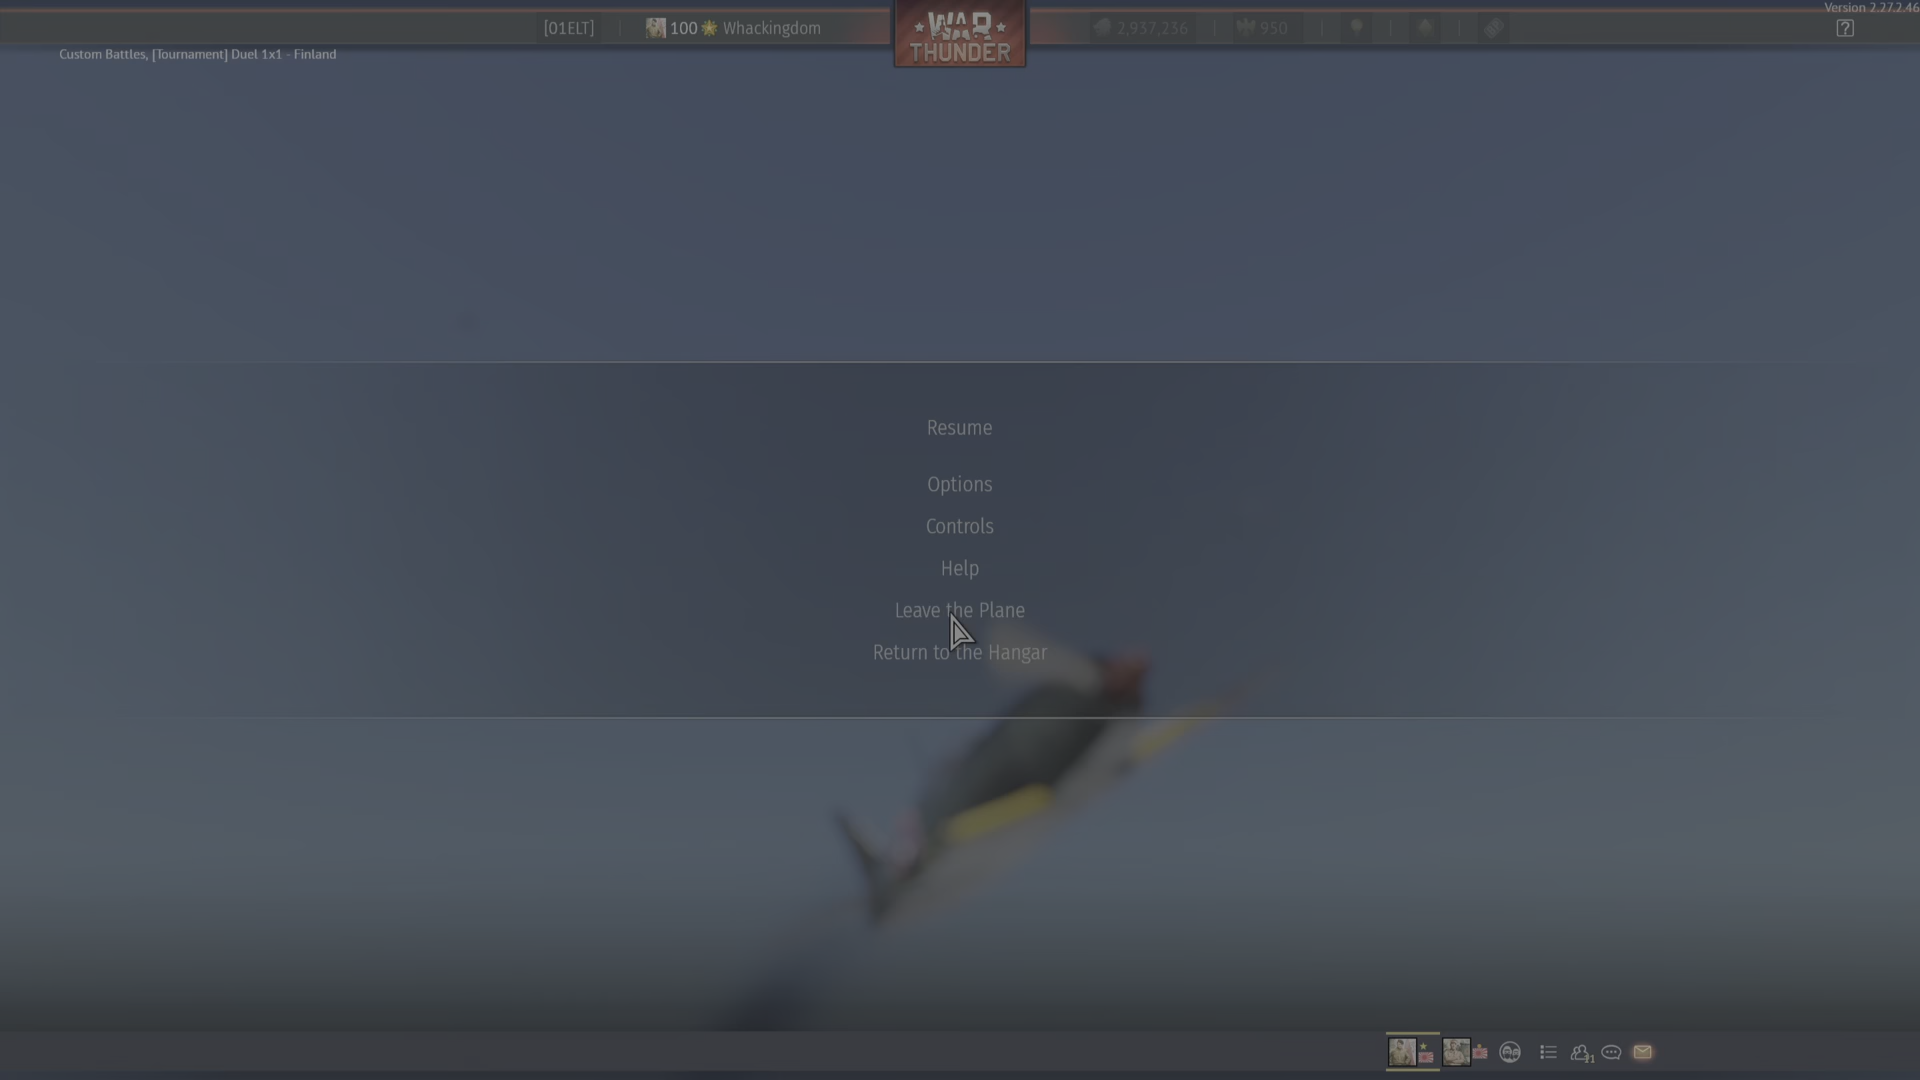 Version 2.27.2.46
[01ELT] 100 Whackingdom
WAR THUNDER
2,937,236 950
Custom Battles, [Tournament] Duel 1x1 - Finland
Resume
Options
Controls
Help
Leave the Plane
Return to the Hangar